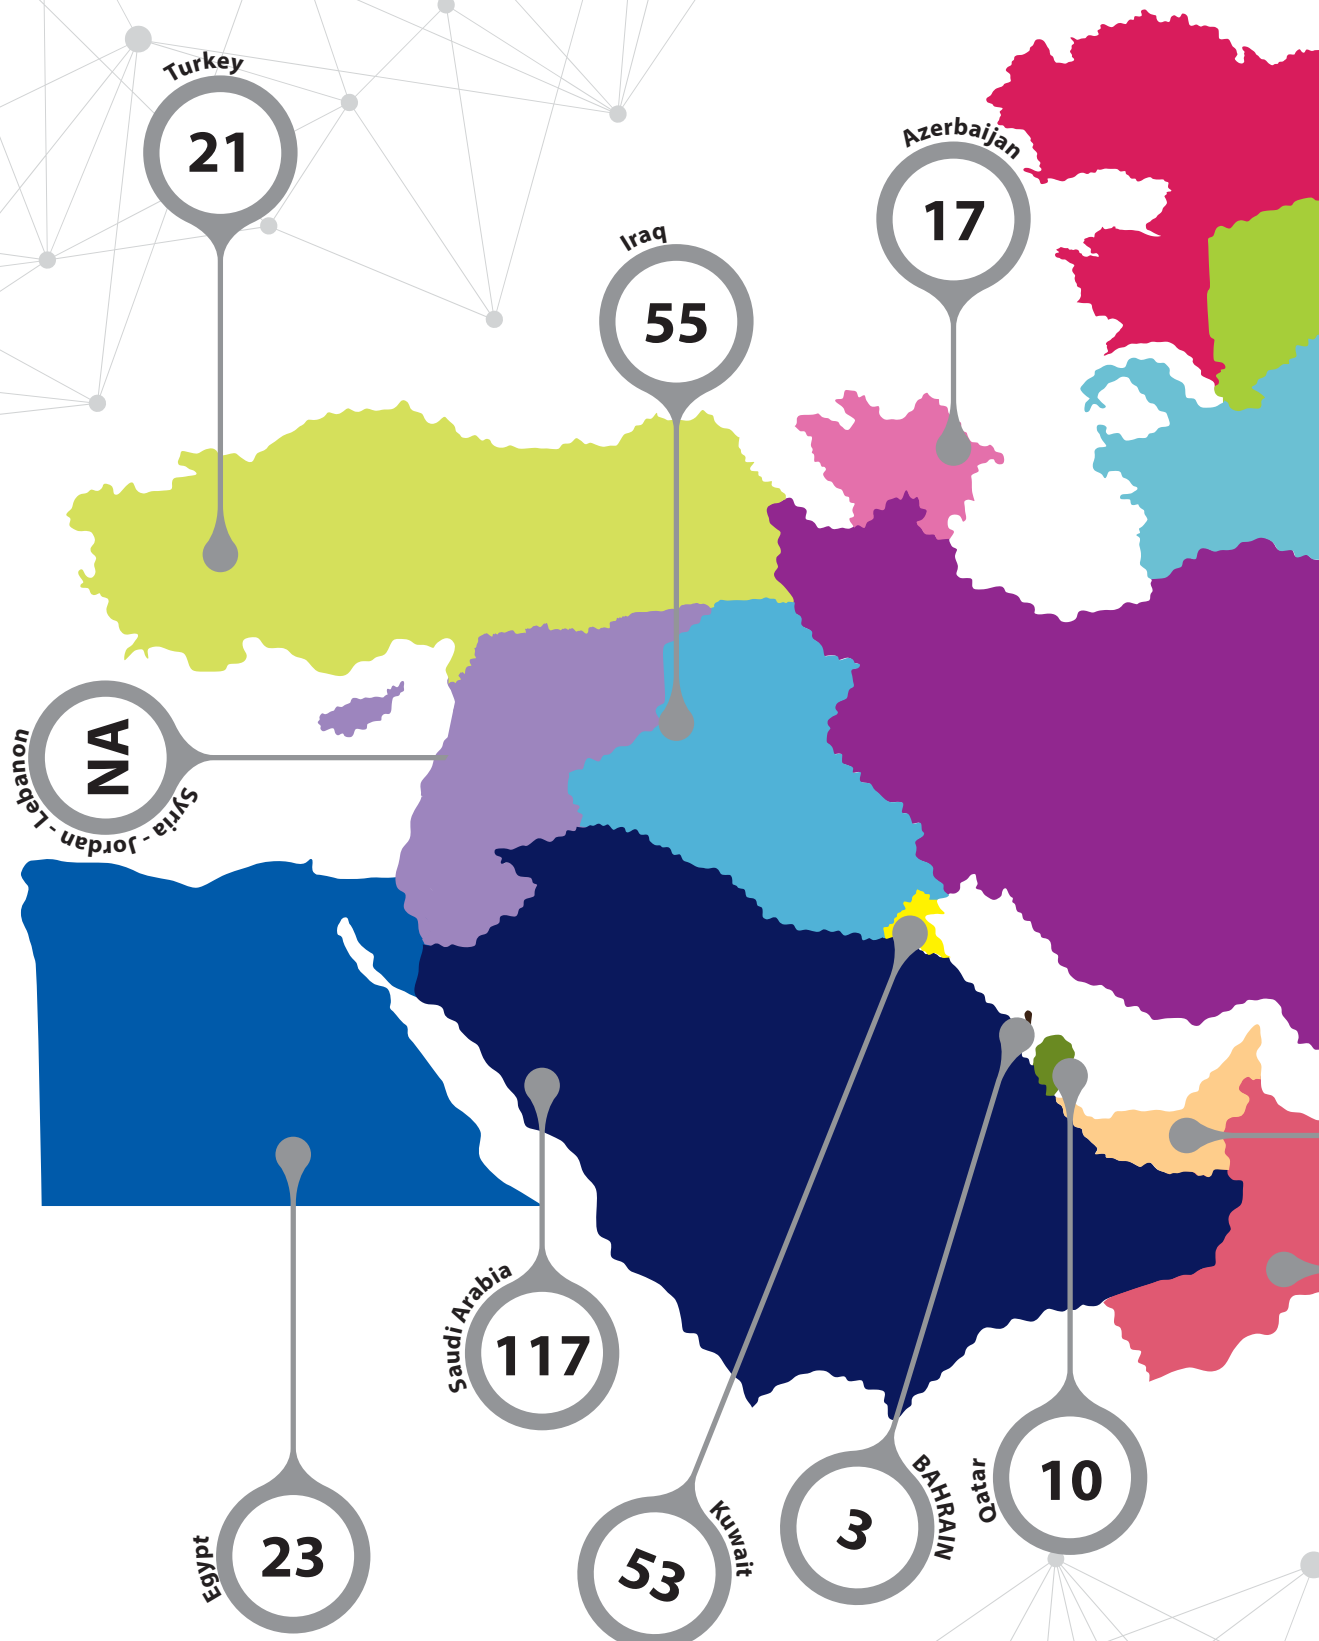 Turkey
21
Azerbaijan
17
Iraq
55
NA
Syria - Jordan - Lebanon
Saudi Arabia
117
Egypt
23
Kuwait
53
BAHRAIN
3
Qatar
10